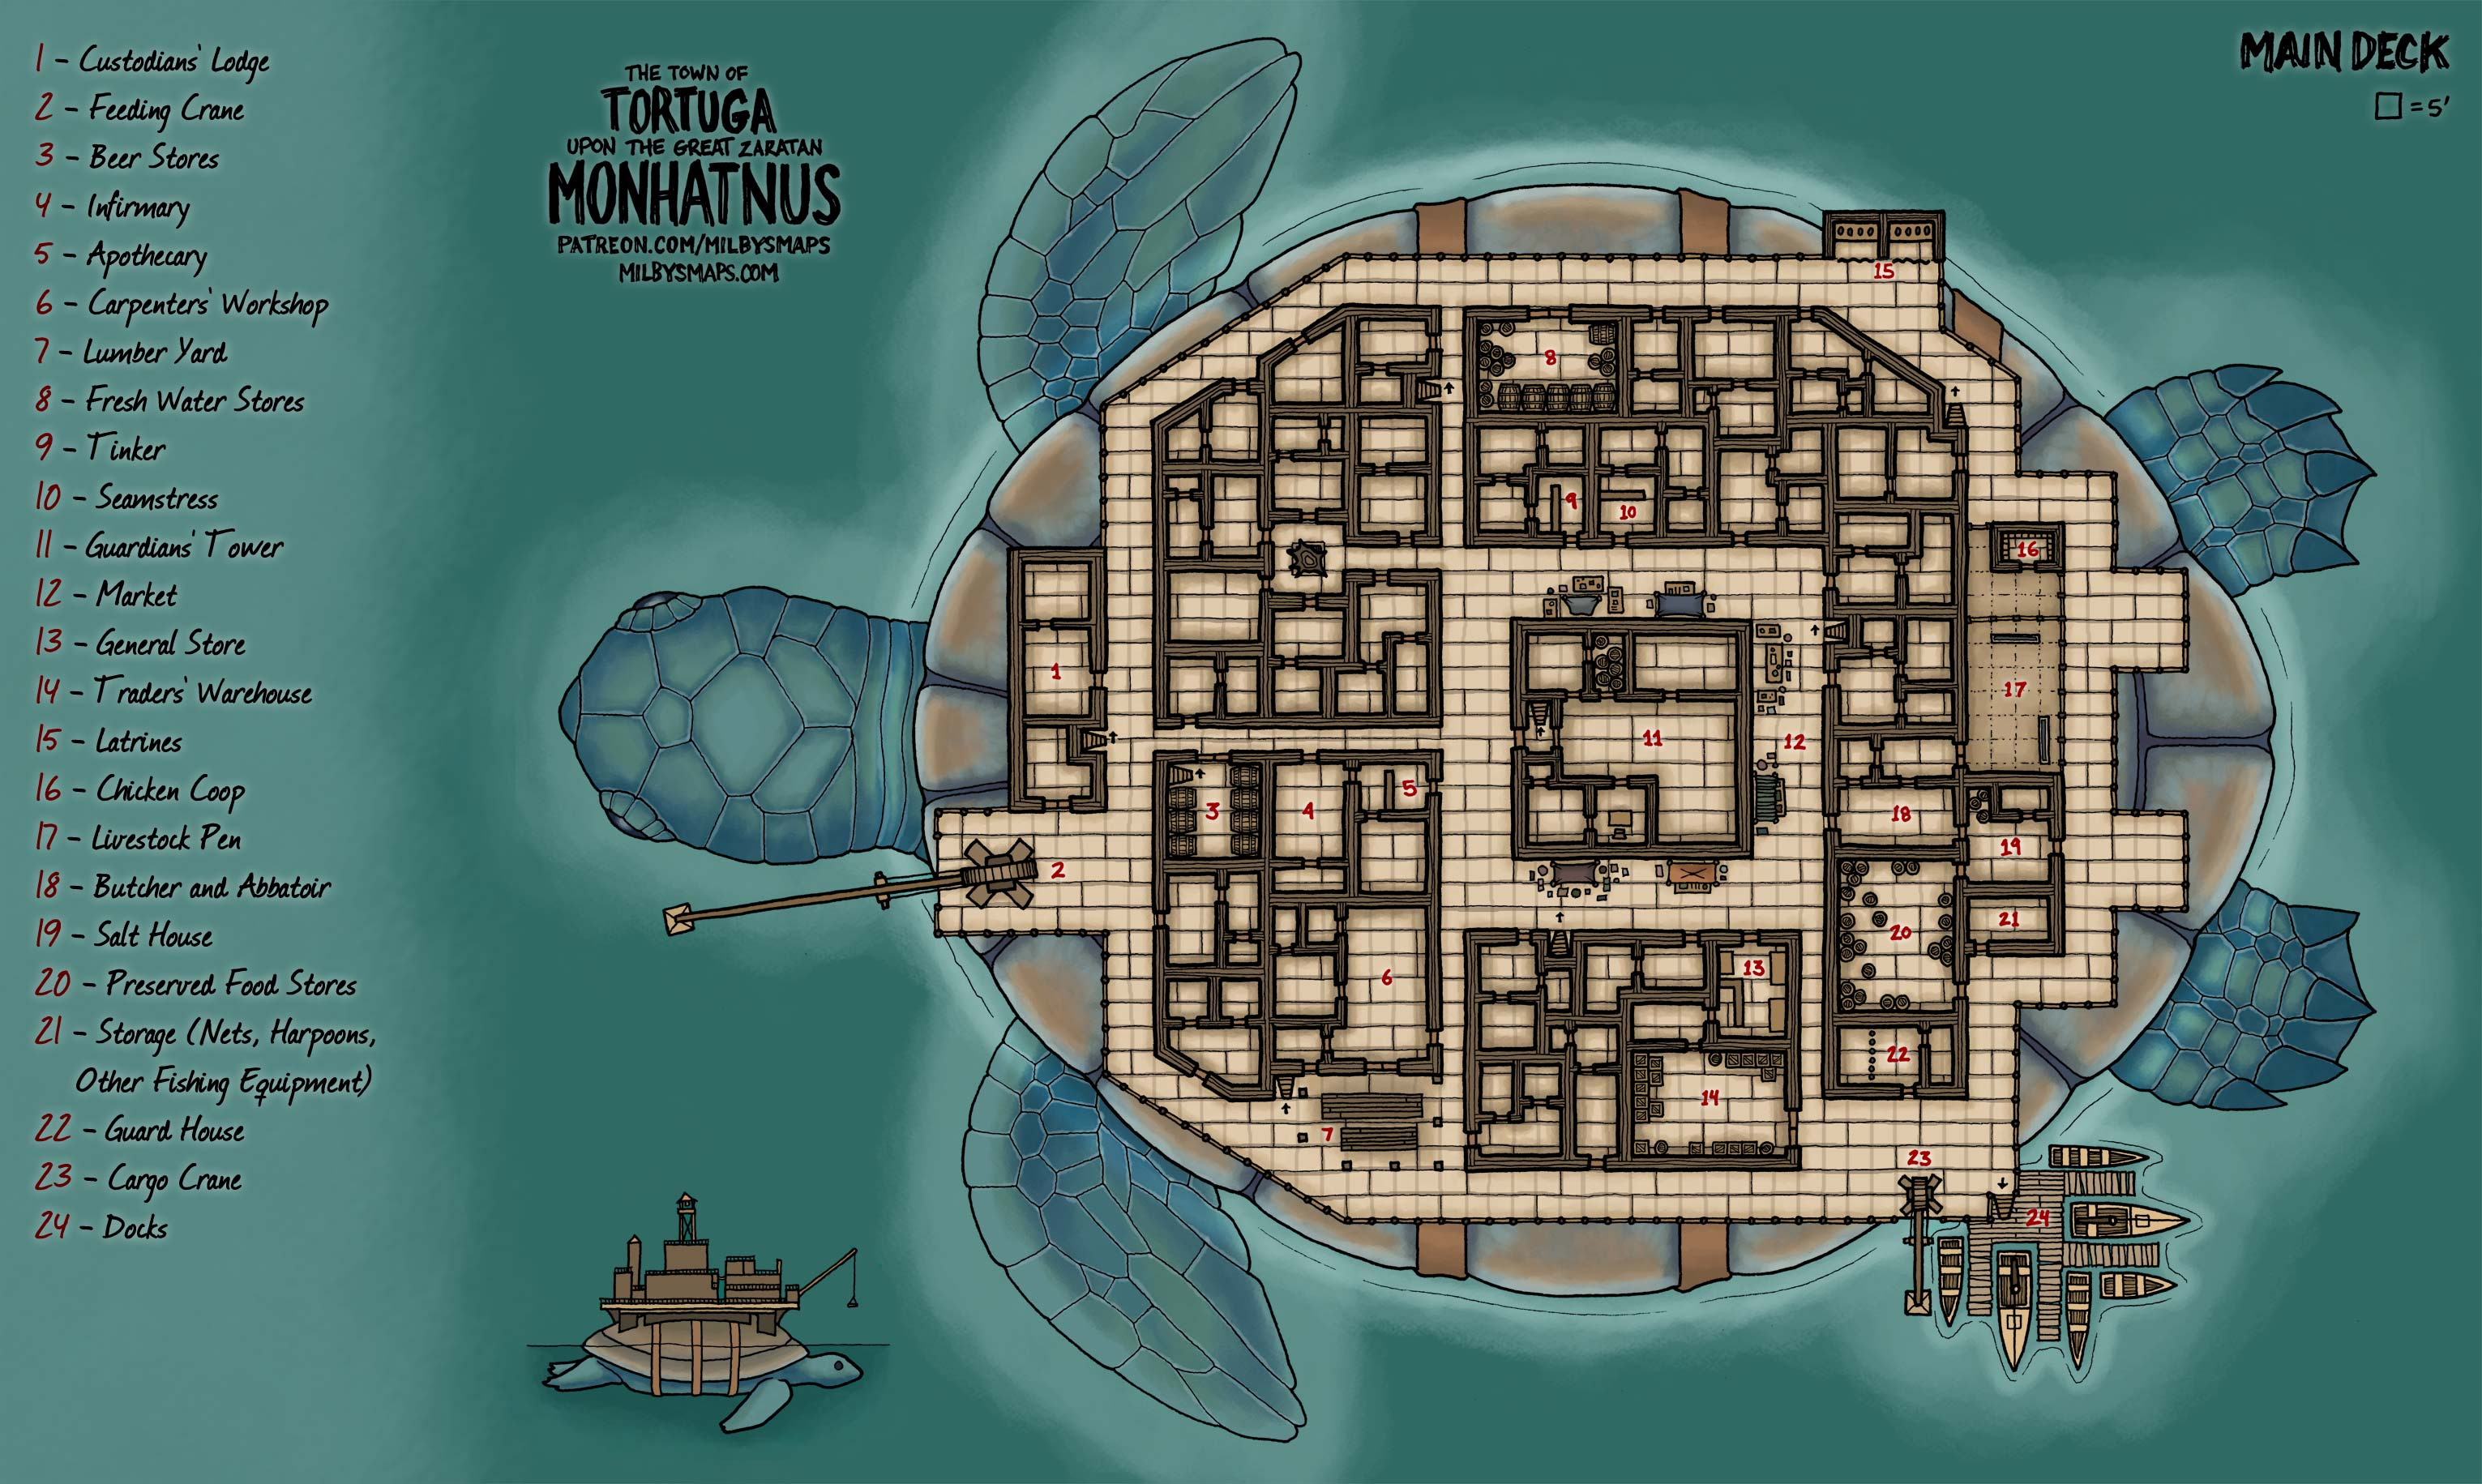 1 - Custodians' Lodge
2 - Feeding Crane
3 - Beer Stores
4 - Infirmary
5 - Apothecary
6 - Carpenters' Workshop
7 - Lumber Yard
8 - Fresh Water Stores
9 - Tinker
10 - Seamstress
11 - Guardians' Tower
12 - Market
13 - General Store
14 - Traders' Warehouse
15 - Latrines
16 - Chicken Coop
17 - Livestock Pen
18 - Butcher and Abbatoir
19 - Salt House
20 - Preserved Food Stores
21 - Storage (Nets, Harpoons,
Other Fishing Equipment)
22 - Guard House
23 - Cargo Crane
24 - Docks
THE TOWN OF
TORTUGA
UPON THE GREAT ZARATAN
MONHATNUS
PATREON.COM/MILBYSMAPS
MILBYSMAPS.COM
MAIN DECK
= 5'
15
8
9
10
16
1
17
11
12
5
3
4
18
19
2
21
20
13
6
22
14
7
23
24